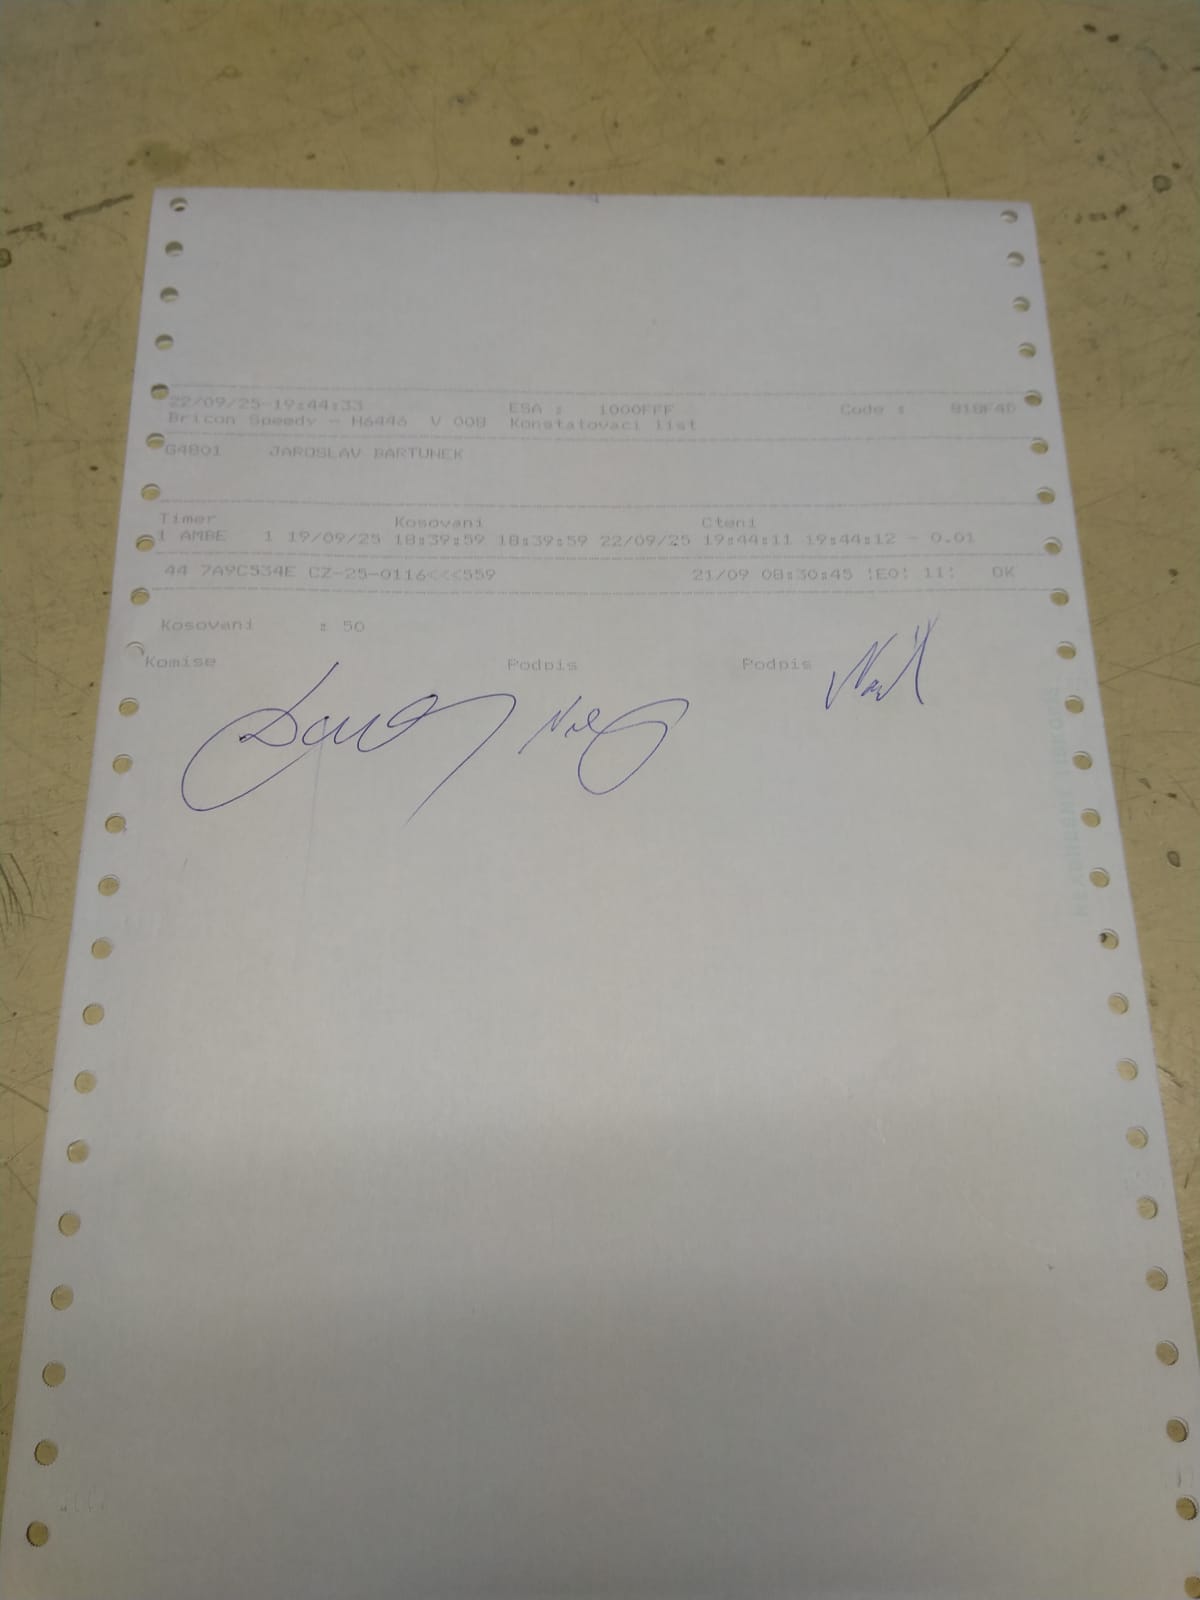 22/09/25-19:44:33 ESA : 1000FFF Code : 818F4D
Bricon Speedy - H6446 V 008 Konstatovaci list
G4801 JAROSLAV BARTUNEK
Timer Kosovani Cteni
1 AMBE 1 19/09/25 18:39:59 18:39:59 22/09/25 19:44:11 19:44:12 - 0.01
44 7A9C534E CZ-25-0116<<<559 21/09 08:30:45 !E0! 11! OK
Kosovani : 50
Komise Podpis Podpis